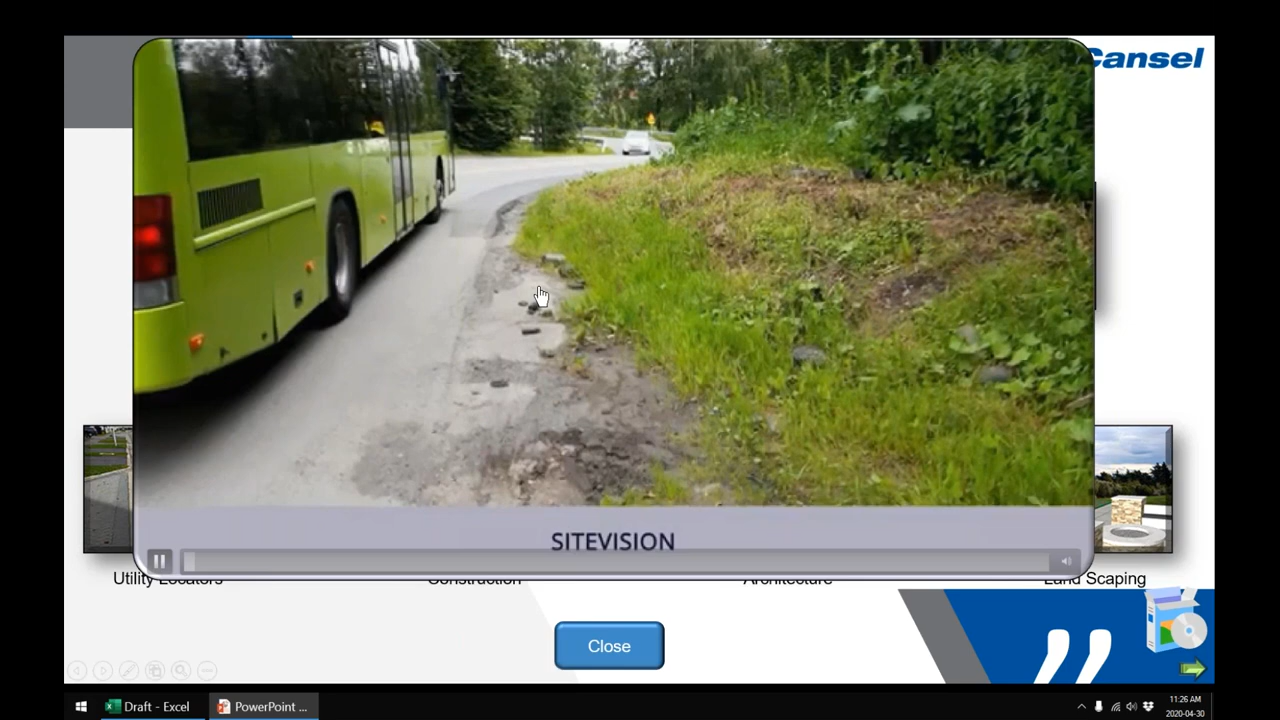 Cansel
SITEVISION
Utility Locators
Construction
Architecture
Land Scaping
Close
Draft - Excel
PowerPoint ...
11:26 AM
2020-04-30